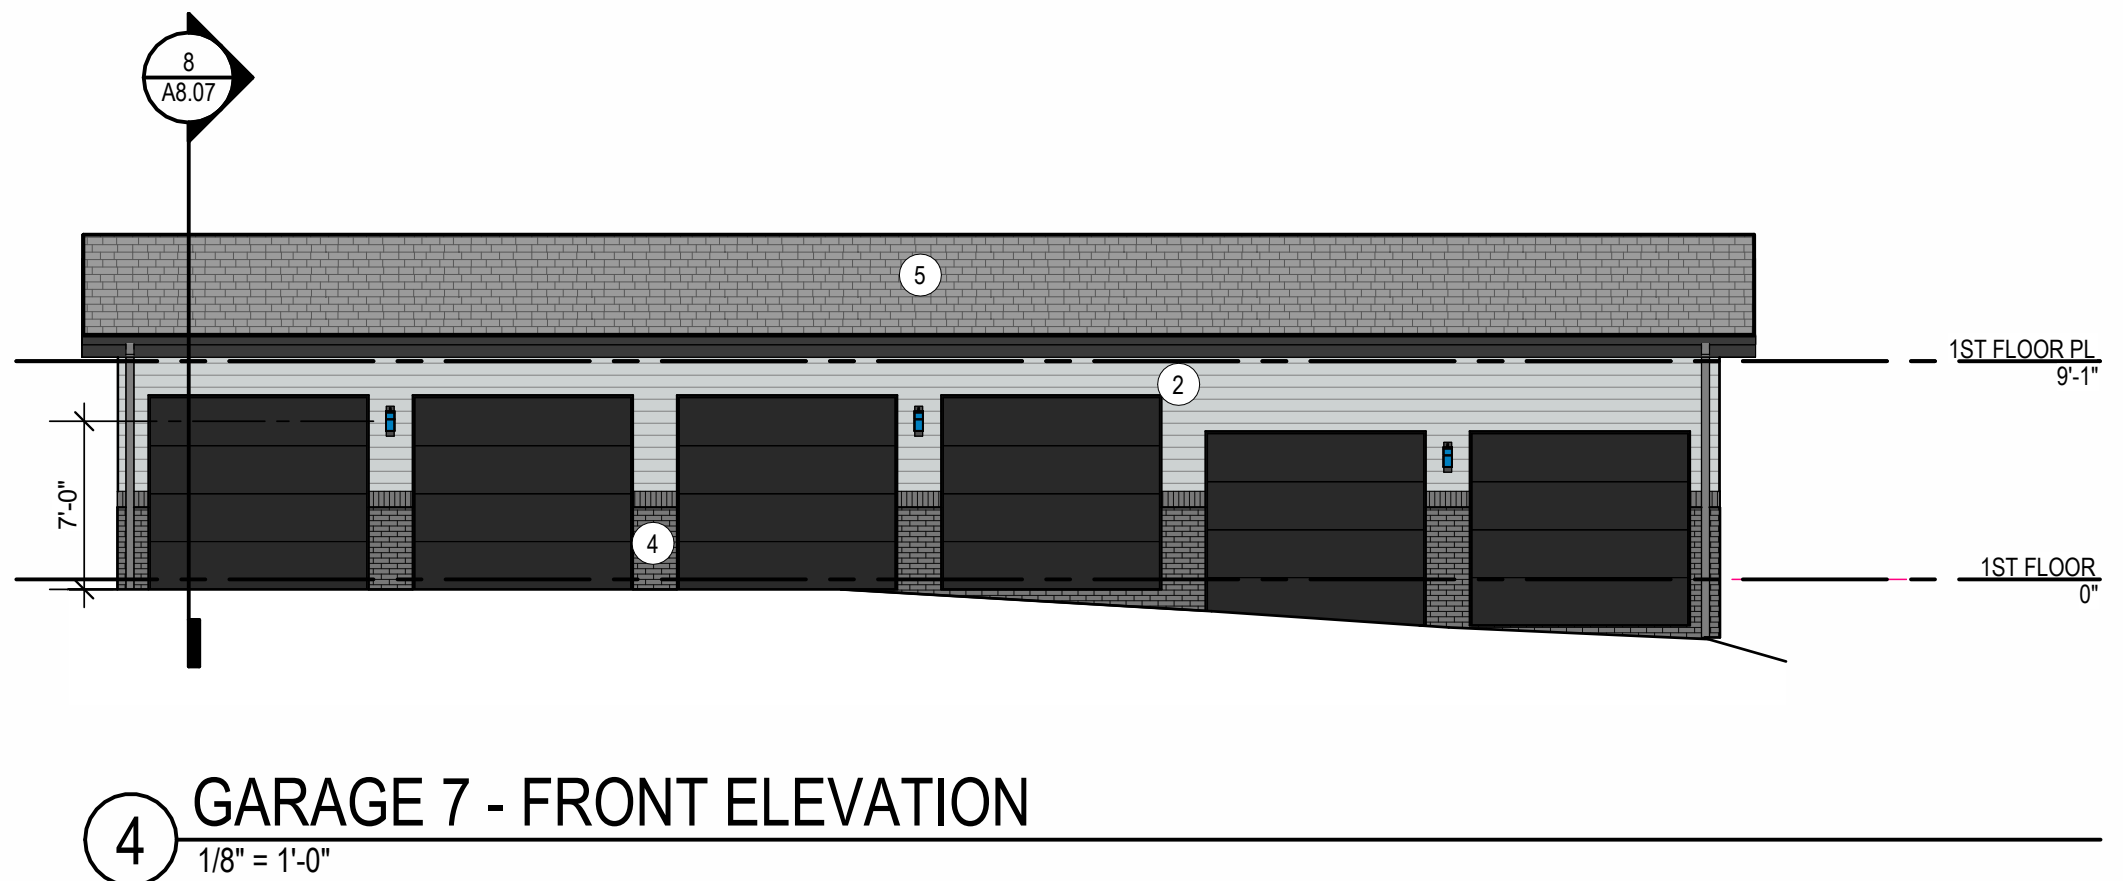 8
A8.07
5
1ST FLOOR PL
9'-1"
2
7'-0"
4
1ST FLOOR
0"
4
GARAGE 7 - FRONT ELEVATION
1/8" = 1'-0"